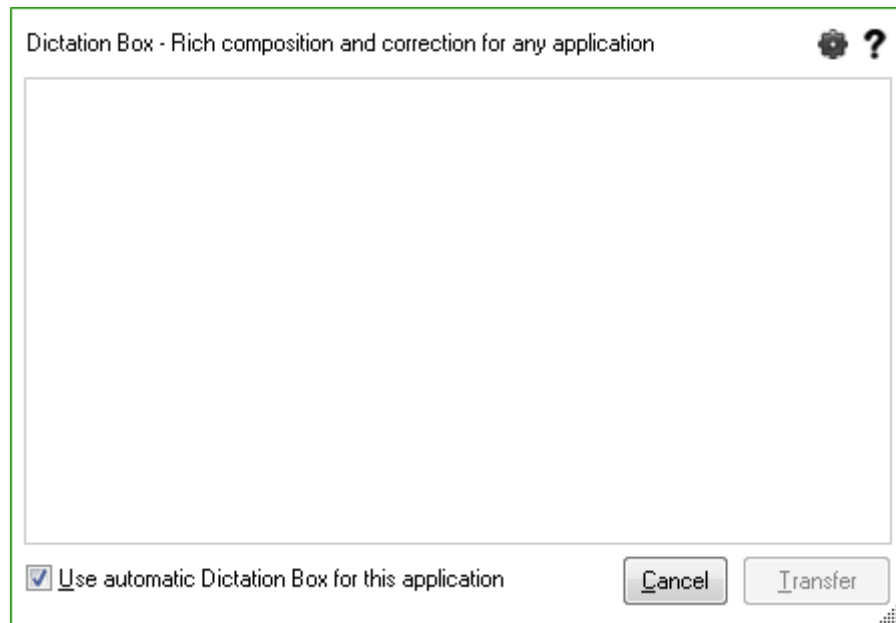 Dictation Box - Rich composition and correction for any application ?
Use automatic Dictation Box for this application Cancel Transfer